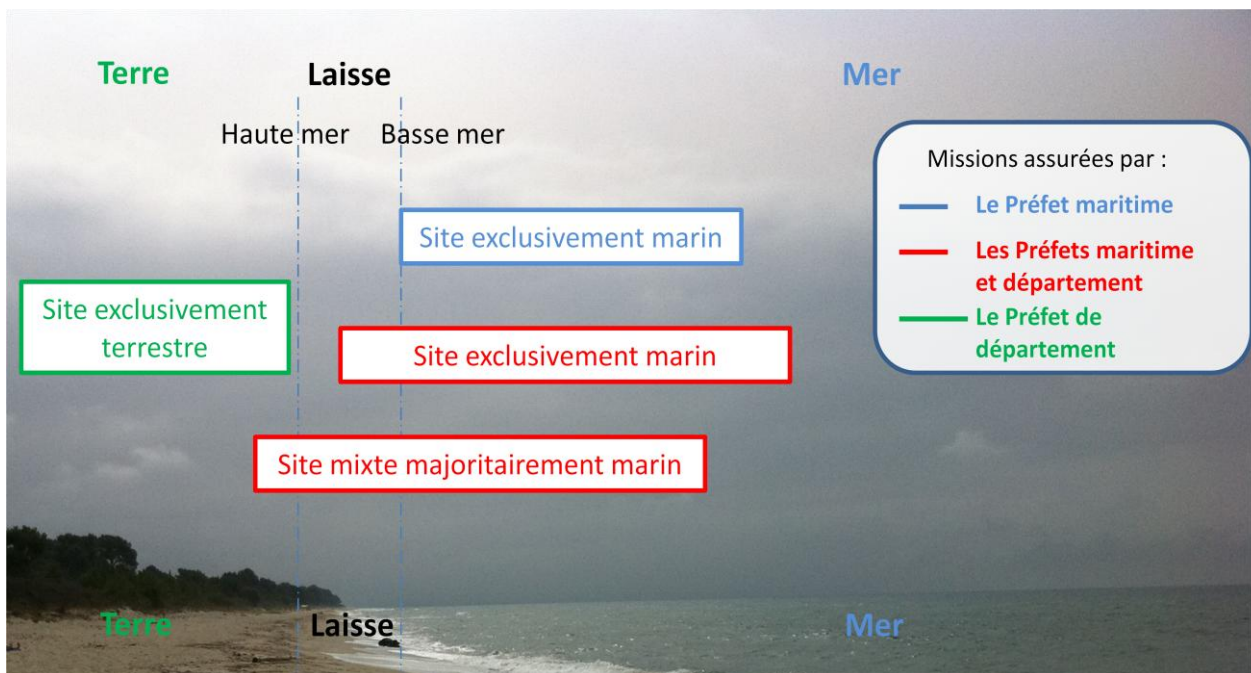 Terre
Laisse
Mer
Haute mer
Basse mer
Missions assurées par :
Le Préfet maritime
Les Préfets maritime
et département
Le Préfet de
département
Site exclusivement marin
Site exclusivement
terrestre
Site exclusivement marin
Site mixte majoritairement marin
Terre
Laisse
Mer